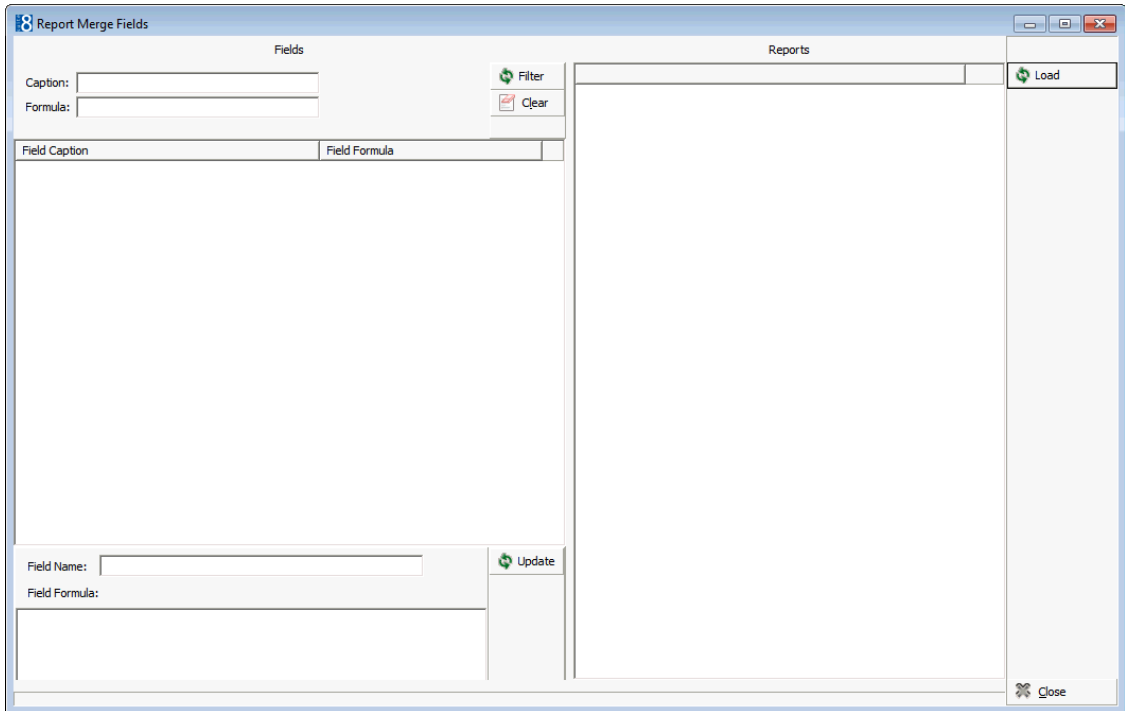 8 Report Merge Fields
Fields
Reports
Caption:
Filter
Load
Formula:
Clear
Field Caption
Field Formula
Field Name:
Update
Field Formula:
Close